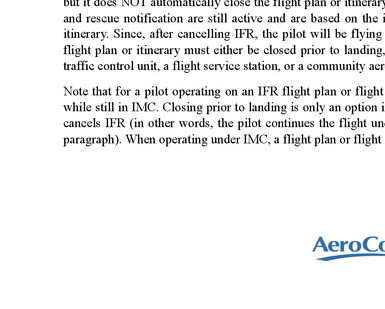 but it does NOT automatically close the flight plan or itinerary
and rescue notification are still active and are based on the i
itinerary. Since, after cancelling IFR, the pilot will be flying
flight plan or itinerary must either be closed prior to landing,
traffic control unit, a flight service station, or a community aer
Note that for a pilot operating on an IFR flight plan or flight
while still in IMC. Closing prior to landing is only an option i
cancels IFR (in other words, the pilot continues the flight un
paragraph). When operating under IMC, a flight plan or flight
AeroCo